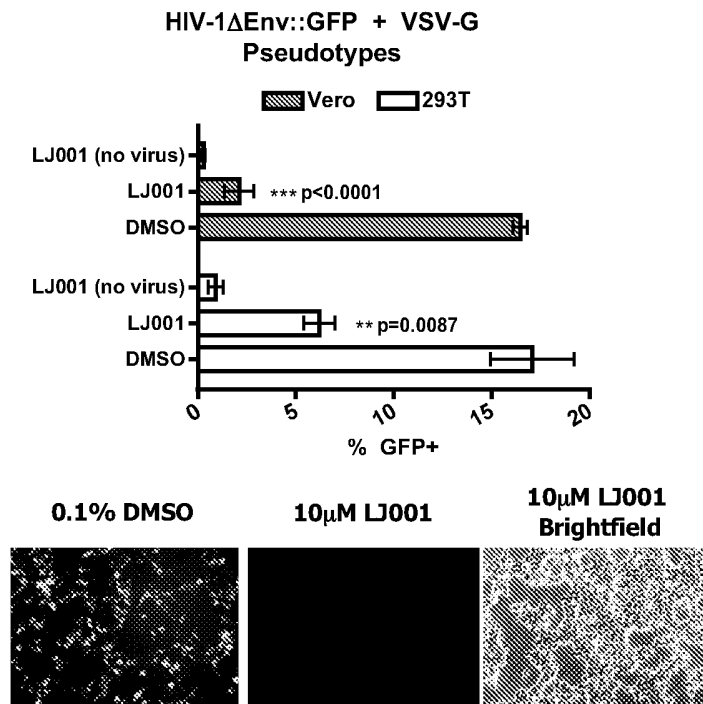 HIV-1ΔEnv::GFP + VSV-G
Pseudotypes
Vero 293T
LJ001 (no virus)
LJ001
*** p<0.0001
DMSO
LJ001 (no virus)
LJ001
** p=0.0087
DMSO
0 5 10 15 20
% GFP+
0.1% DMSO
10μM LJ001
10μM LJ001
Brightfield